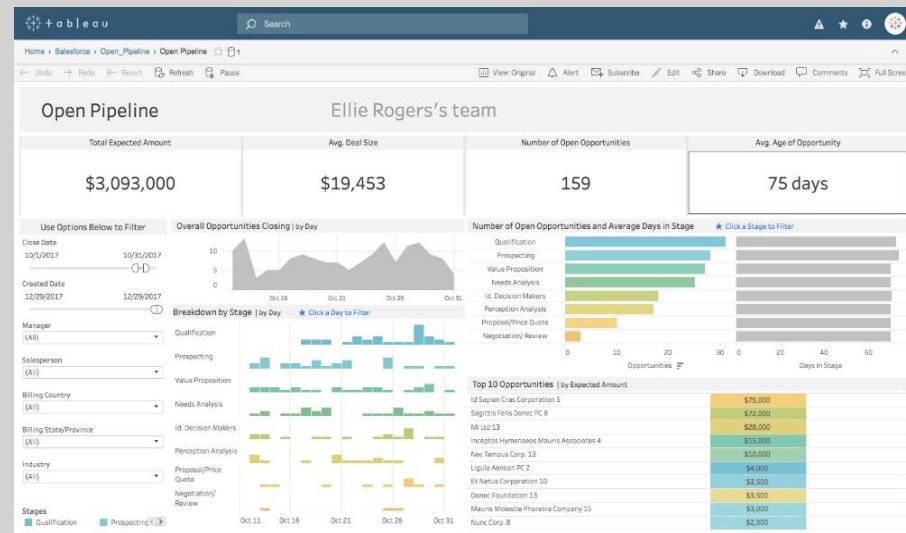 +ableau
Search
Home › Salesforce › Open_Pipeline › Open Pipeline 1
← Undo → Redo Revert Refresh Pause View: Original Alert Subscribe Edit Share Download Comments Full Scree
Open Pipeline Ellie Rogers's team
Total Expected Amount
$3,093,000
Avg. Deal Size
$19,453
Number of Open Opportunities
159
Avg. Age of Opportunity
75 days
Use Options Below to Filter
Close Date
10/1/2017 10/31/2017
Created Date
12/29/2017 12/29/2017
Manager
(All)
Salesperson
(All)
Billing Country
(All)
Billing State/Province
(All)
Industry
(All)
Stages
Qualification Prospecting
Overall Opportunities Closing | by Day
10
5
0
Oct 16 Oct 21 Oct 26 Oct 31
Breakdown by Stage | by Day ★ Click a Day to Filter
Qualification
Prospecting
Value Proposition
Needs Analysis
Id. Decision Makers
Perception Analysis
Proposal/Price
Quote
Negotiation/
Review
Oct 11 Oct 16 Oct 21 Oct 26 Oct 31
Number of Open Opportunities and Average Days in Stage ★ Click a Stage to Filter
Qualification
Prospecting
Value Proposition
Needs Analysis
Id. Decision Makers
Perception Analysis
Proposal/Price Quote
Negotiation/ Review
0 10 20 30 0 20 40 60
Opportunities Days in Stage
Top 10 Opportunities | by Expected Amount
Id Sapien Cras Corporation 5 $75,000
Sagittis Felis Donec PC 8 $72,000
Mi Ltd 13 $28,000
Inceptos Hymenaeos Mauris Associates 4 $15,000
Nec Tempus Corp. 13 $10,000
Ligula Aenean PC 2 $4,000
Et Netus Corporation 10 $3,500
Donec Foundation 13 $3,500
Mauris Molestie Pharetra Company 15 $3,000
Nunc Corp. 8 $2,000